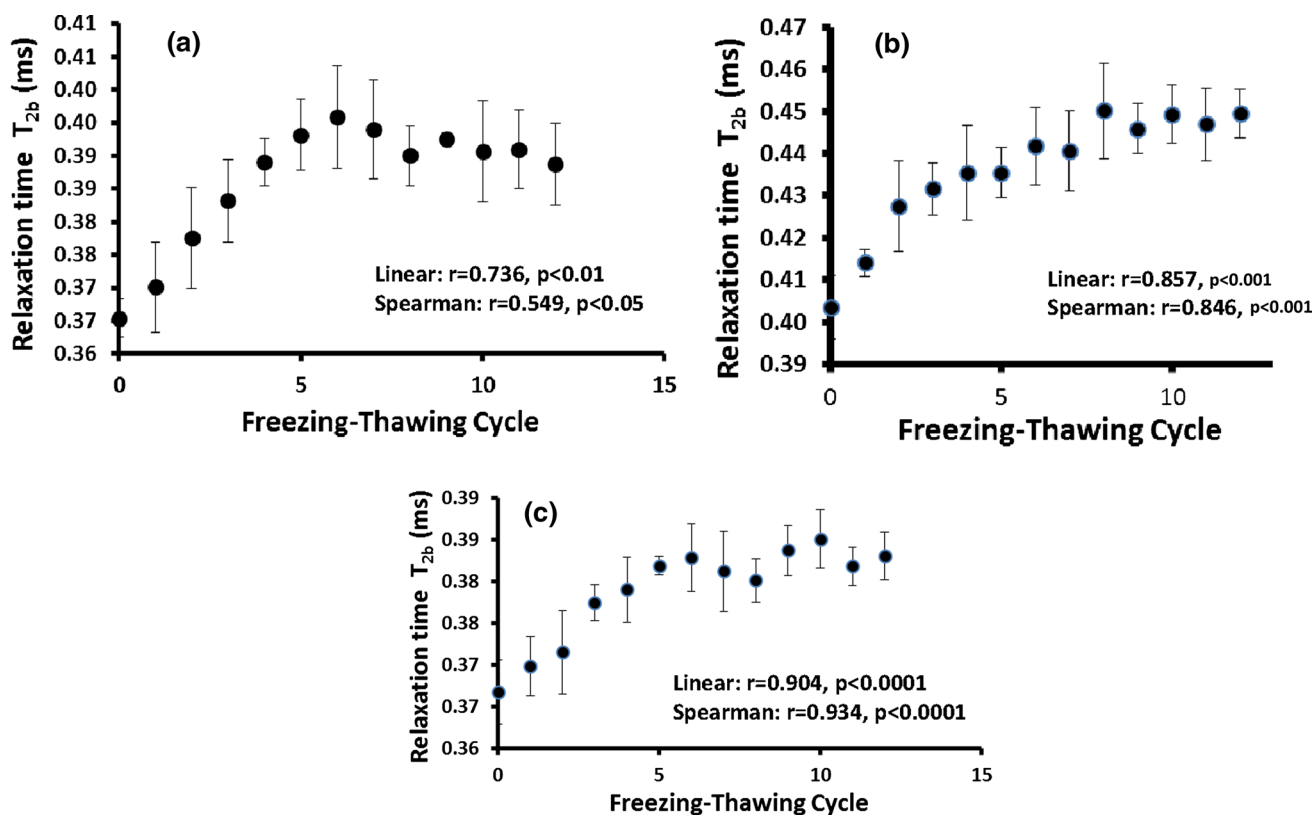 (a)
Relaxation time T2b (ms)
0.41
0.41
0.40
0.40
0.39
0.39
0.38
0.38
0.37
0.37
0.36
Linear: r=0.736, p<0.01
Spearman: r=0.549, p<0.05
0 5 10 15
Freezing-Thawing Cycle
(b)
Relaxation time T2b (ms)
0.47
0.46
0.45
0.44
0.43
0.42
0.41
0.40
0.39
Linear: r=0.857, p<0.001
Spearman: r=0.846, p<0.001
0 5 10
Freezing-Thawing Cycle
(c)
Relaxation time T2b (ms)
0.39
0.39
0.38
0.38
0.37
0.37
0.36
Linear: r=0.904, p<0.0001
Spearman: r=0.934, p<0.0001
0 5 10 15
Freezing-Thawing Cycle